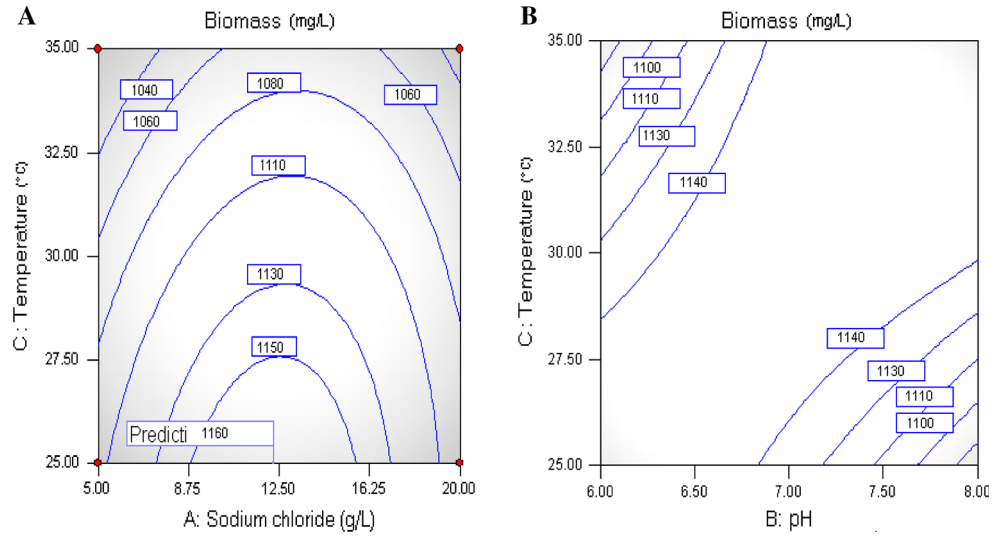 A
Biomass (mg/L)
35.00
32.50
30.00
27.50
25.00
C : Temperature (°c)
1040
1060
1080
1060
1110
1130
1150
Predicti 1160
5.00 8.75 12.50 16.25 20.00
A: Sodium chloride (g/L)
B
Biomass (mg/L)
35.00
32.50
30.00
27.50
25.00
C : Temperature (°c)
1100
1110
1130
1140
1140
1130
1110
1100
6.00 6.50 7.00 7.50 8.00
B: pH